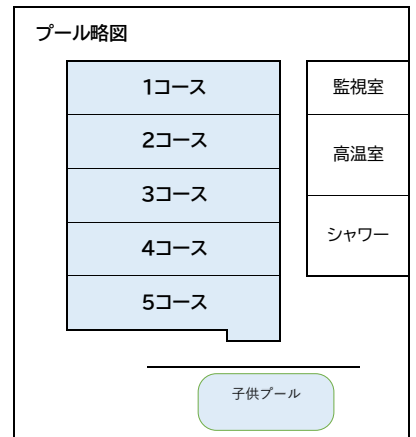 プール略図
1コース
2コース
3コース
4コース
5コース
監視室
高温室
シャワー
子供プール